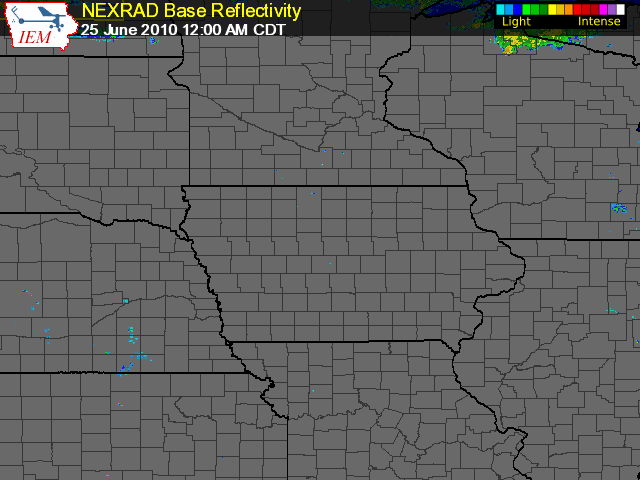 NEXRAD Base Reflectivity
25 June 2010 12:00 AM CDT
IEM
Light Intense